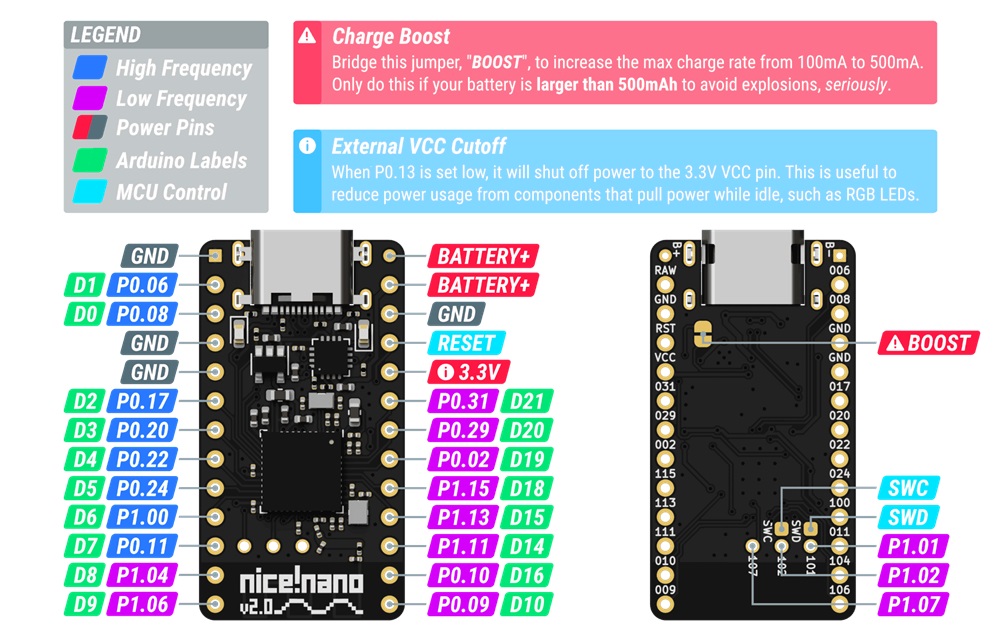 LEGEND
High Frequency
Low Frequency
Power Pins
Arduino Labels
MCU Control
Charge Boost
Bridge this jumper, "BOOST", to increase the max charge rate from 100mA to 500mA.
Only do this if your battery is larger than 500mAh to avoid explosions, seriously.
External VCC Cutoff
When P0.13 is set low, it will shut off power to the 3.3V VCC pin. This is useful to
reduce power usage from components that pull power while idle, such as RGB LEDs.
GND
D1 P0.06
D0 P0.08
GND
GND
D2 P0.17
D3 P0.20
D4 P0.22
D5 P0.24
D6 P1.00
D7 P0.11
D8 P1.04
D9 P1.06
nice!nano
v2.0
BATTERY+
BATTERY+
GND
RESET
3.3V
P0.31 D21
P0.29 D20
P0.02 D19
P1.15 D18
P1.13 D15
P1.11 D14
P0.10 D16
P0.09 D10
B+
RAW
GND
RST
VCC
031
029
002
115
113
111
010
009
B-
006
008
GND
GND
017
020
022
024
100
011
104
106
SWC
SWD
107
102
101
BOOST
SWC
SWD
P1.01
P1.02
P1.07